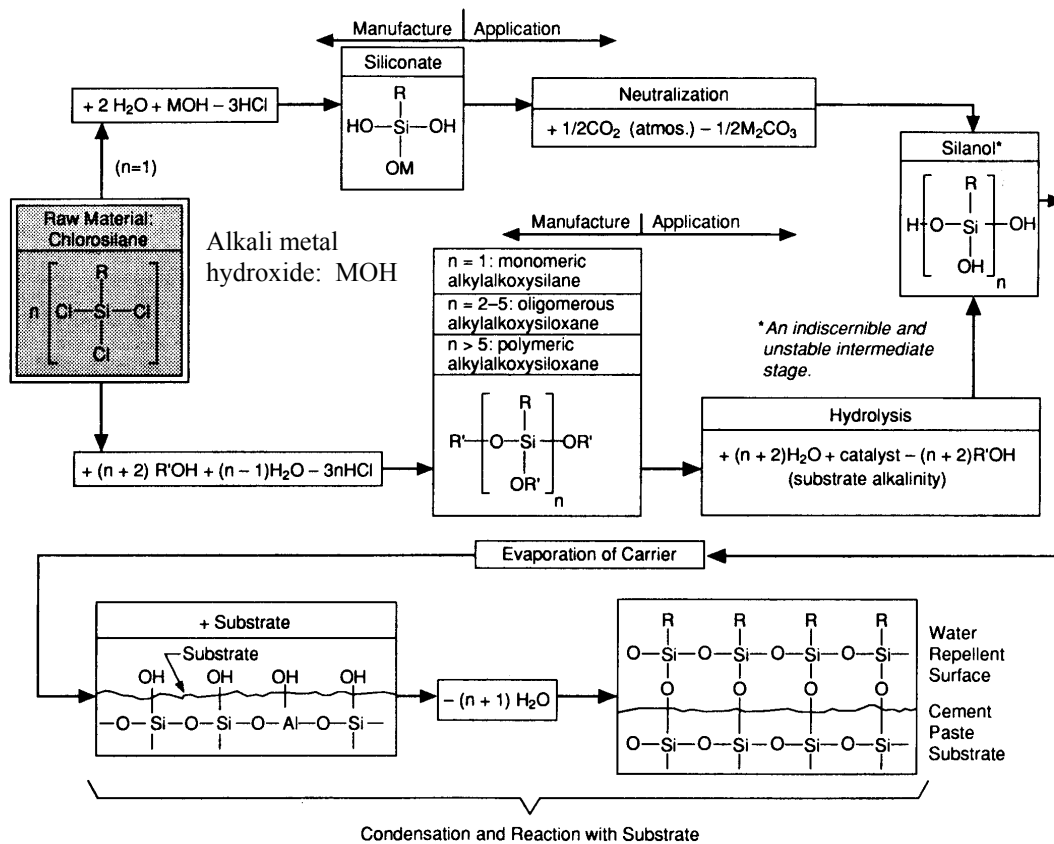 Manufacture Application
Siliconate
R
HO—Si—OH
OM
+ 2 H₂O + MOH – 3HCl
Neutralization
+ 1/2CO₂ (atmos.) – 1/2M₂CO₃
Silanol*
R
H—O—Si—OH
OH
n
(n=1)
Raw Material:
Chlorosilane
R
n Cl—Si—Cl
Cl
Alkali metal
hydroxide: MOH
Manufacture Application
n = 1: monomeric
alkylalkoxysilane
n = 2–5: oligomerous
alkylalkoxysiloxane
n > 5: polymeric
alkylalkoxysiloxane
R
R'—O—Si—OR'
OR'
n
* An indiscernible and
unstable intermediate
stage.
Hydrolysis
+ (n + 2)H₂O + catalyst – (n + 2)R'OH
(substrate alkalinity)
+ (n + 2) R'OH + (n – 1)H₂O – 3nHCl
Evaporation of Carrier
+ Substrate
Substrate
OH OH OH OH
—O—Si—O—Si—O—Al—O—Si—
– (n + 1) H₂O
R R R R
O—Si—O—Si—O—Si—O—Si—
O O O O
O—Si—O—Si—O—Si—O—Si—
Water
Repellent
Surface
Cement
Paste
Substrate
Condensation and Reaction with Substrate